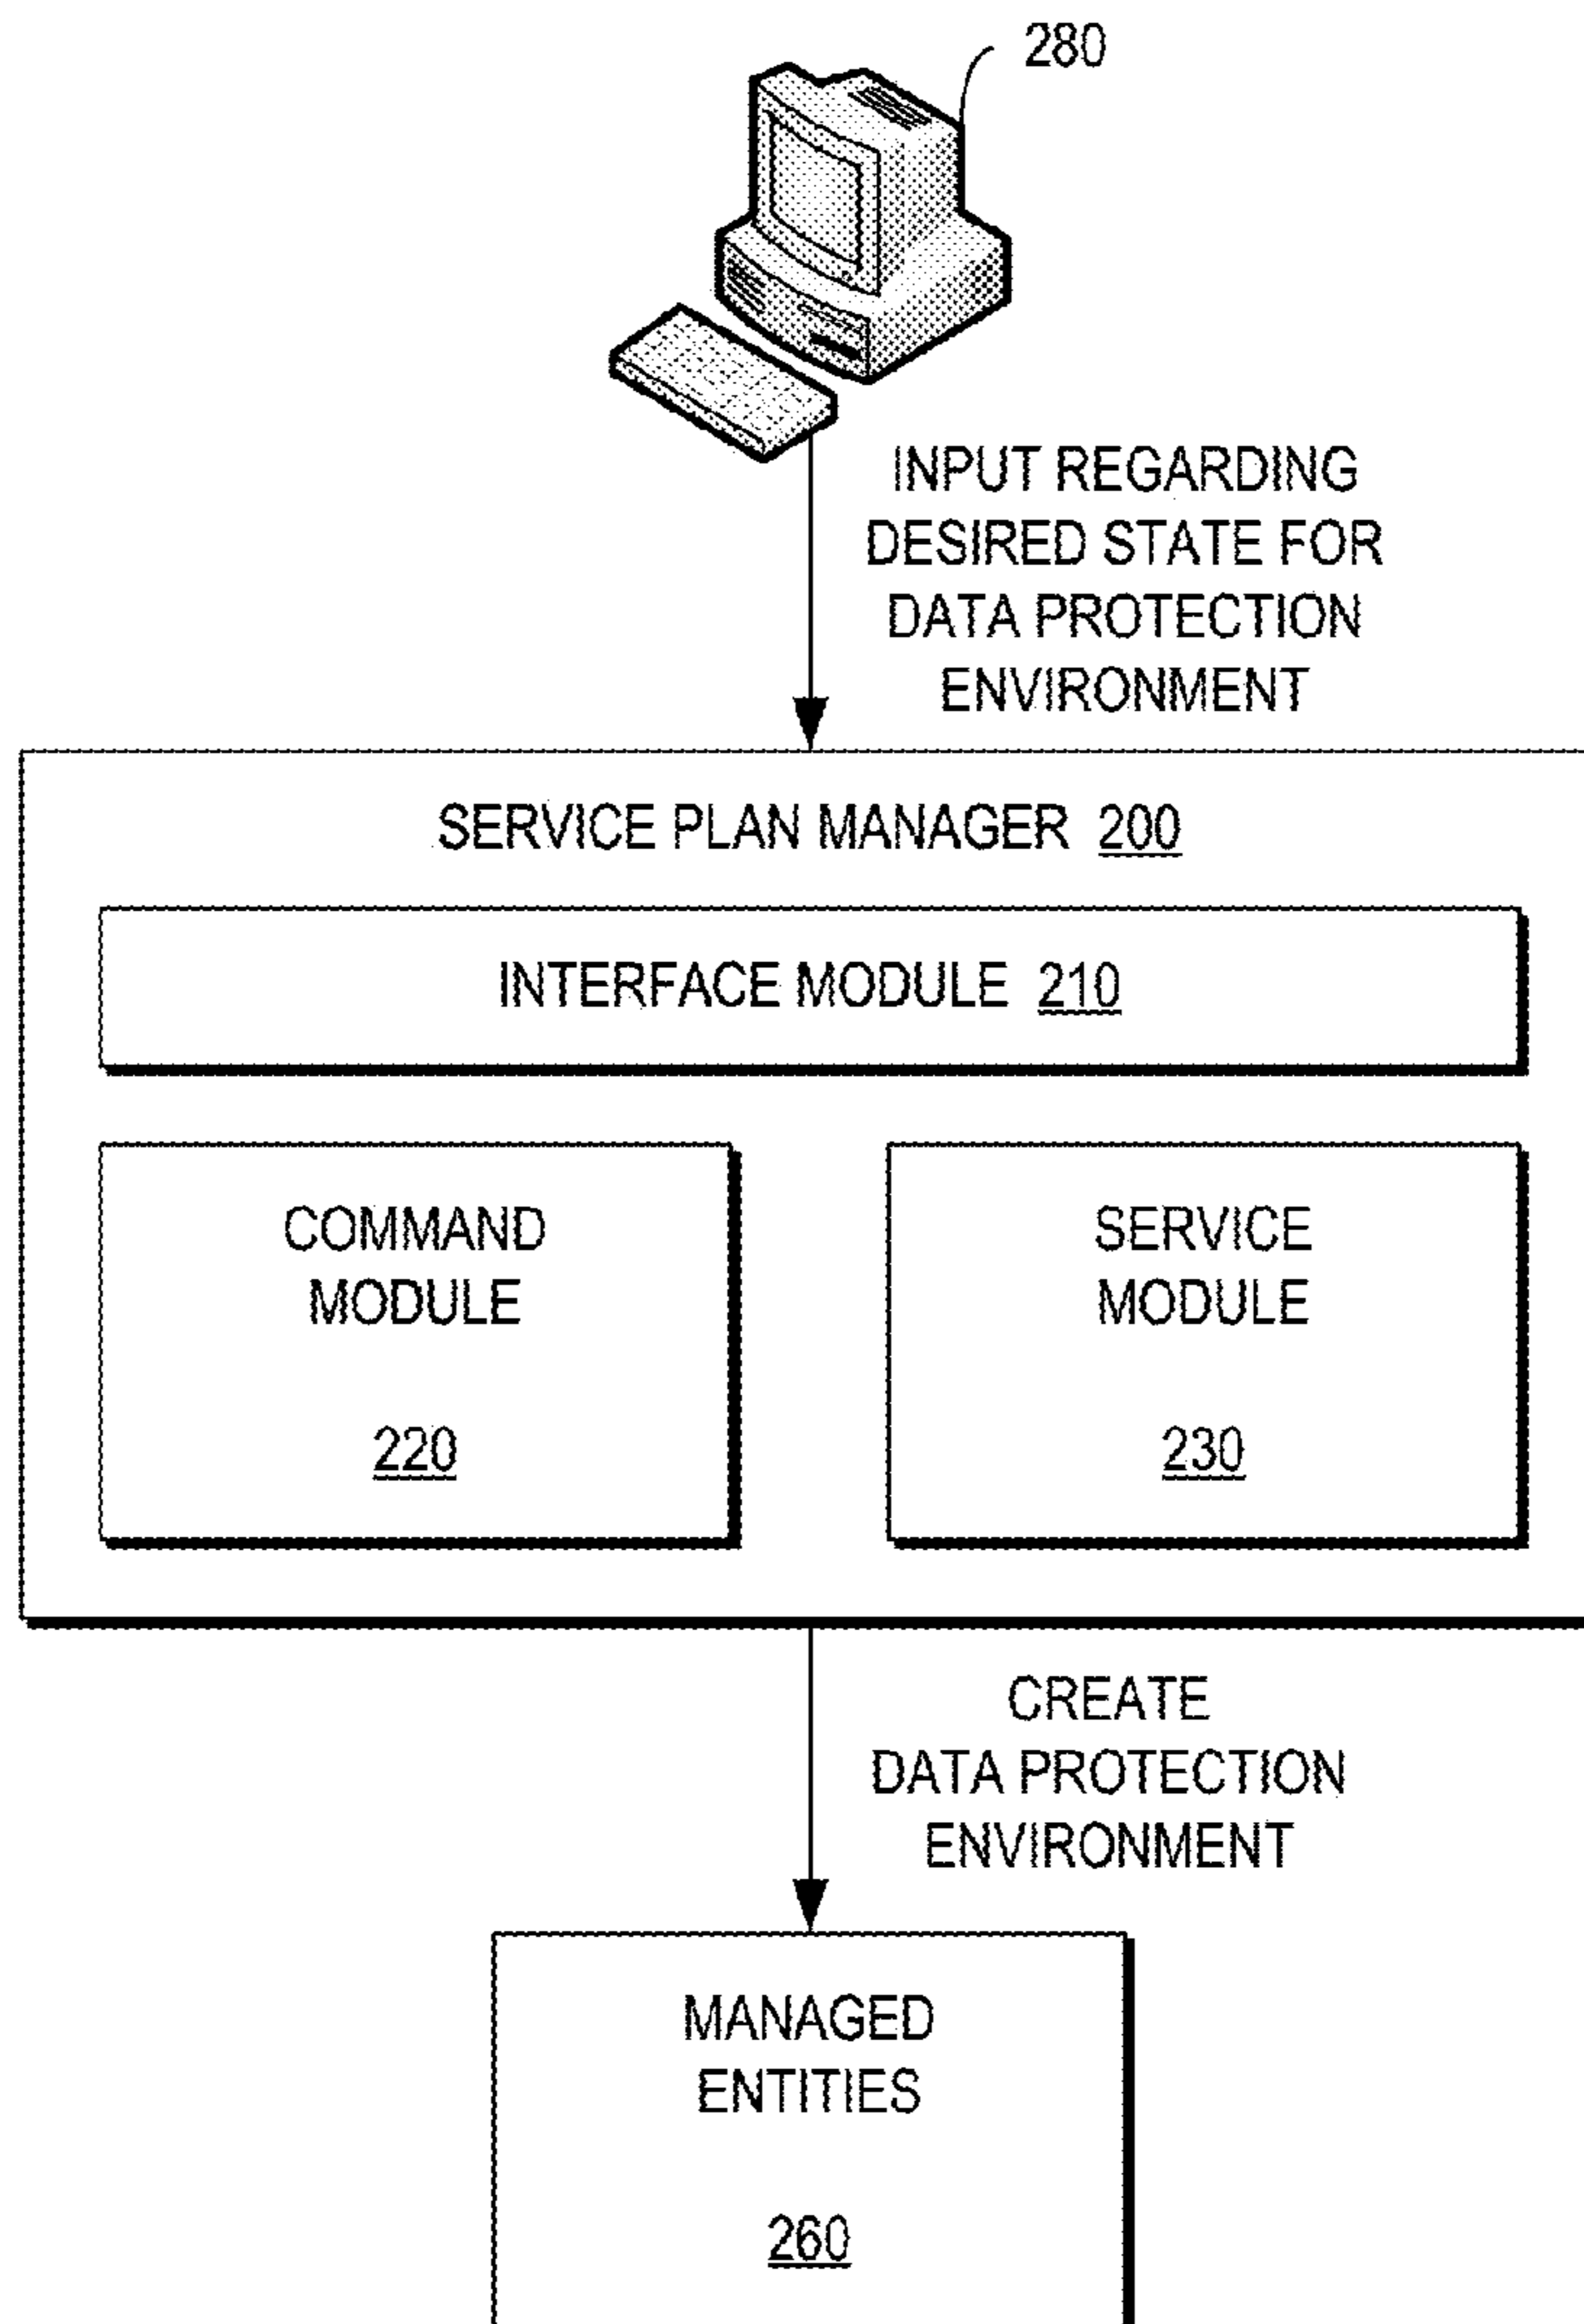 280
INPUT REGARDING
DESIRED STATE FOR
DATA PROTECTION
ENVIRONMENT
SERVICE PLAN MANAGER 200
INTERFACE MODULE 210
COMMAND
MODULE
220
SERVICE
MODULE
230
CREATE
DATA PROTECTION
ENVIRONMENT
MANAGED
ENTITIES
260